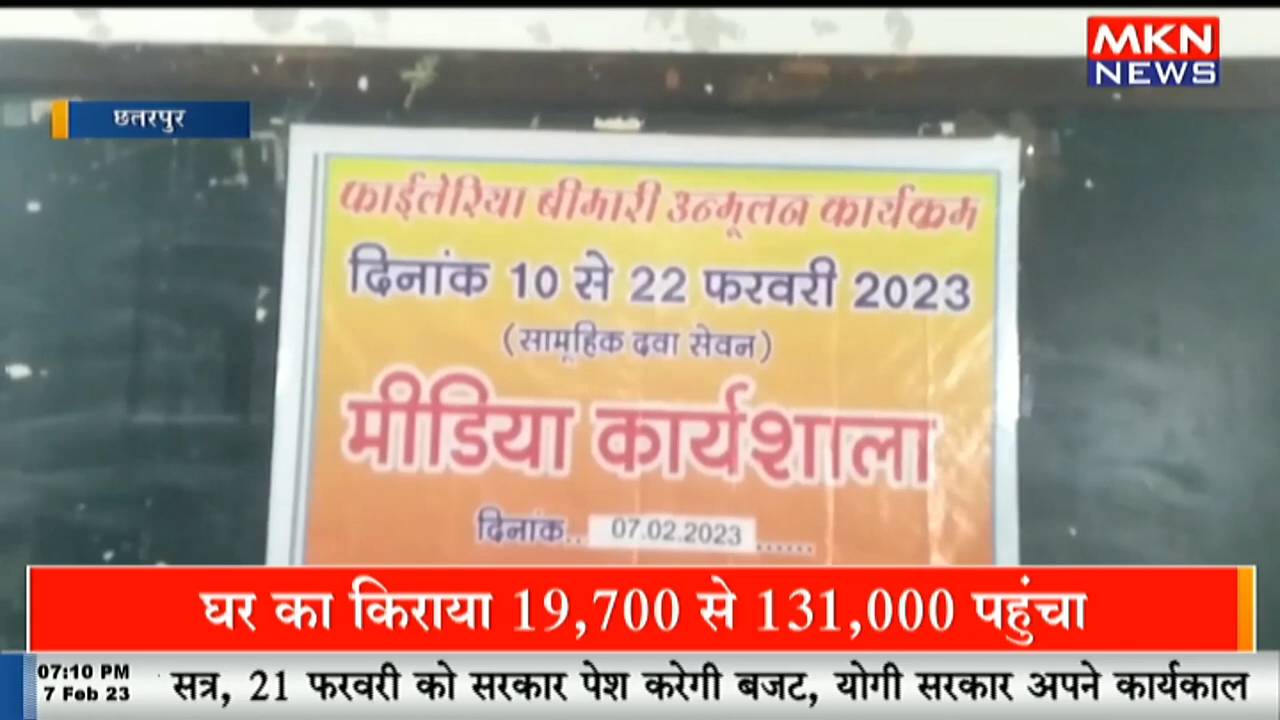 MKN
NEWS
छतरपुर
फाईलेरिया बीमारी उन्मूलन कार्यक्रम
दिनांक 10 से 22 फरवरी 2023
(सामूहिक दवा सेवन)
मीडिया कार्यशाला
दिनांक.. 07.02.2023 ......
घर का किराया 19,700 से 131,000 पहुंचा
07:10 PM
7 Feb 23
सत्र, 21 फरवरी को सरकार पेश करेगी बजट, योगी सरकार अपने कार्यकाल